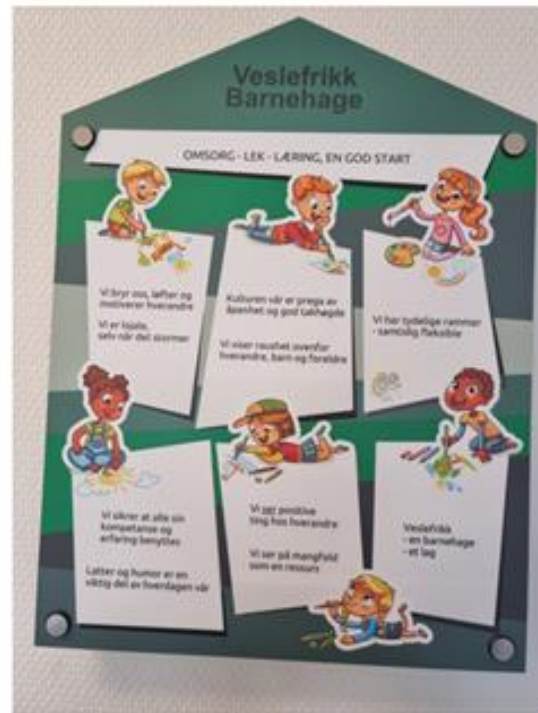 Veslefrikk
Barnehage
OMSORG - LEK - LÆRING, EN GOD START
Vi bryr oss, løfter og
motiverer hverandre
Vi er lojale,
selv når det stormer
Kulturen vår er prega av
åpenhet og god takhøgde
Vi viser raushet ovenfor
hverandre, barn og foreldre
Vi har tydelige rammer
- samtidig fleksible
Vi sikrer at alle sin
kompetanse og
erfaring benyttes
Latter og humor er en
viktig del av hverdagen vår
Vi ser positive
ting hos hverandre
Vi ser på mangfold
som en ressurs
Veslefrikk
- en barnehage
- et lag